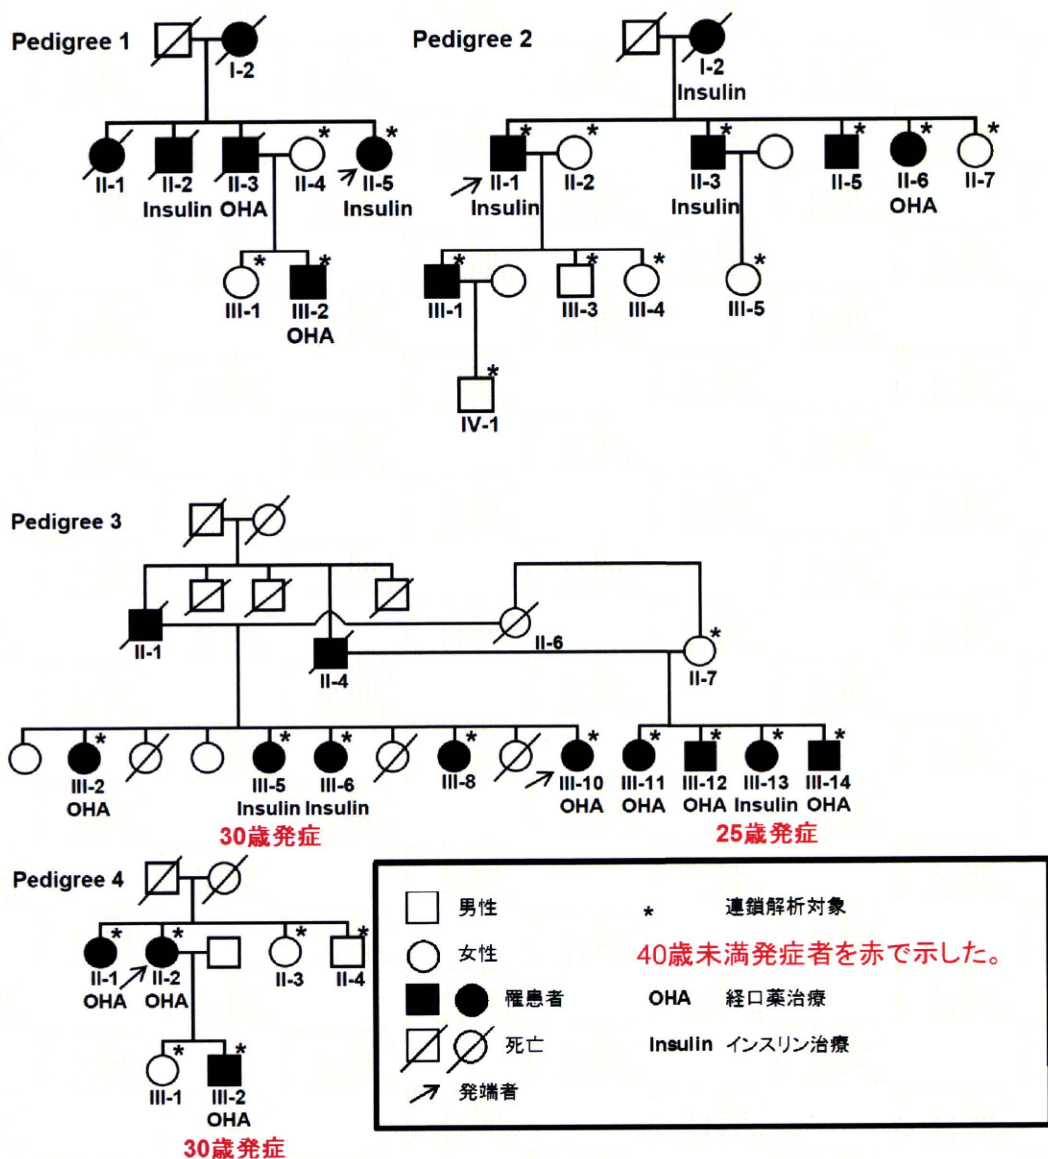 Pedigree 1
I-2
* *
II-1 II-2 II-3 II-4 II-5
Insulin OHA Insulin
* *
III-1 III-2
OHA
Pedigree 2
I-2
Insulin
* * * * * *
II-1 II-2 II-3 II-5 II-6 II-7
Insulin Insulin OHA
* * * *
III-1 III-3 III-4 III-5
*
IV-1
Pedigree 3
II-1
II-6
II-4
*
II-7
* * * * * * * * *
III-2 III-5 III-6 III-8 III-10 III-11 III-12 III-13 III-14
OHA Insulin Insulin OHA OHA OHA Insulin OHA
30歳発症 25歳発症
Pedigree 4
* * * *
II-1 II-2 II-3 II-4
OHA OHA
* *
III-1 III-2
OHA
30歳発症
男性 * 連鎖解析対象
女性 40歳未満発症者を赤で示した。
罹患者 OHA 経口薬治療
死亡 Insulin インスリン治療
発端者